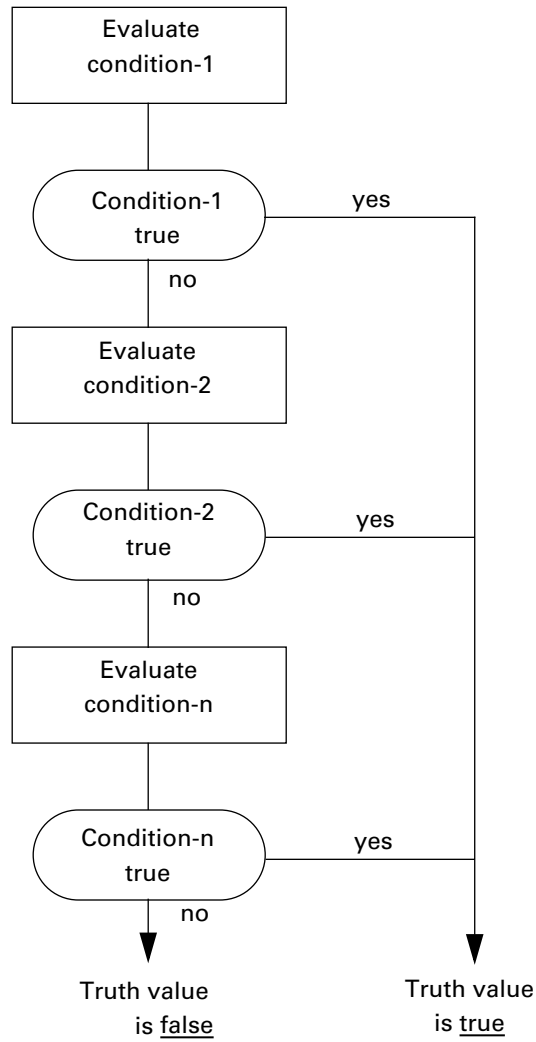 Evaluate
condition-1
Condition-1
true
yes
no
Evaluate
condition-2
Condition-2
true
yes
no
Evaluate
condition-n
Condition-n
true
yes
no
Truth value
is false
Truth value
is true